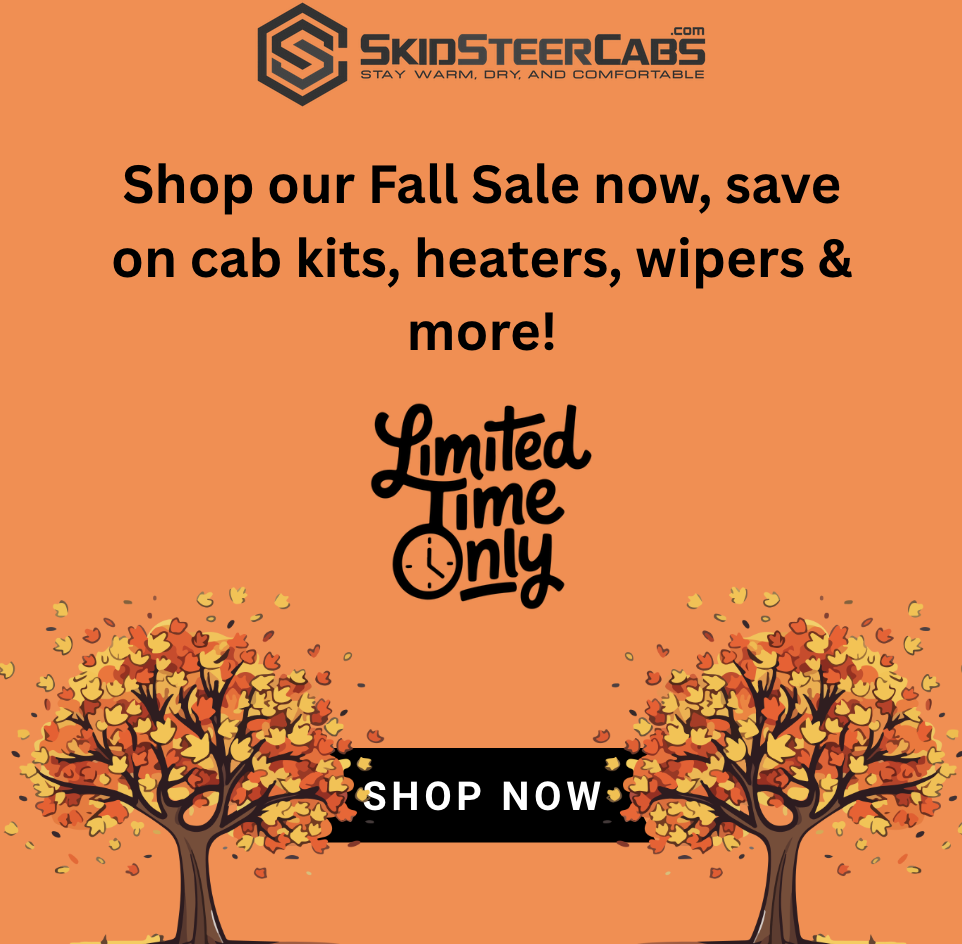 .com
SKIDSTEERCABS
STAY WARM, DRY, AND COMFORTABLE
Shop our Fall Sale now, save
on cab kits, heaters, wipers &
more!
Limited
Time
Only
SHOP NOW